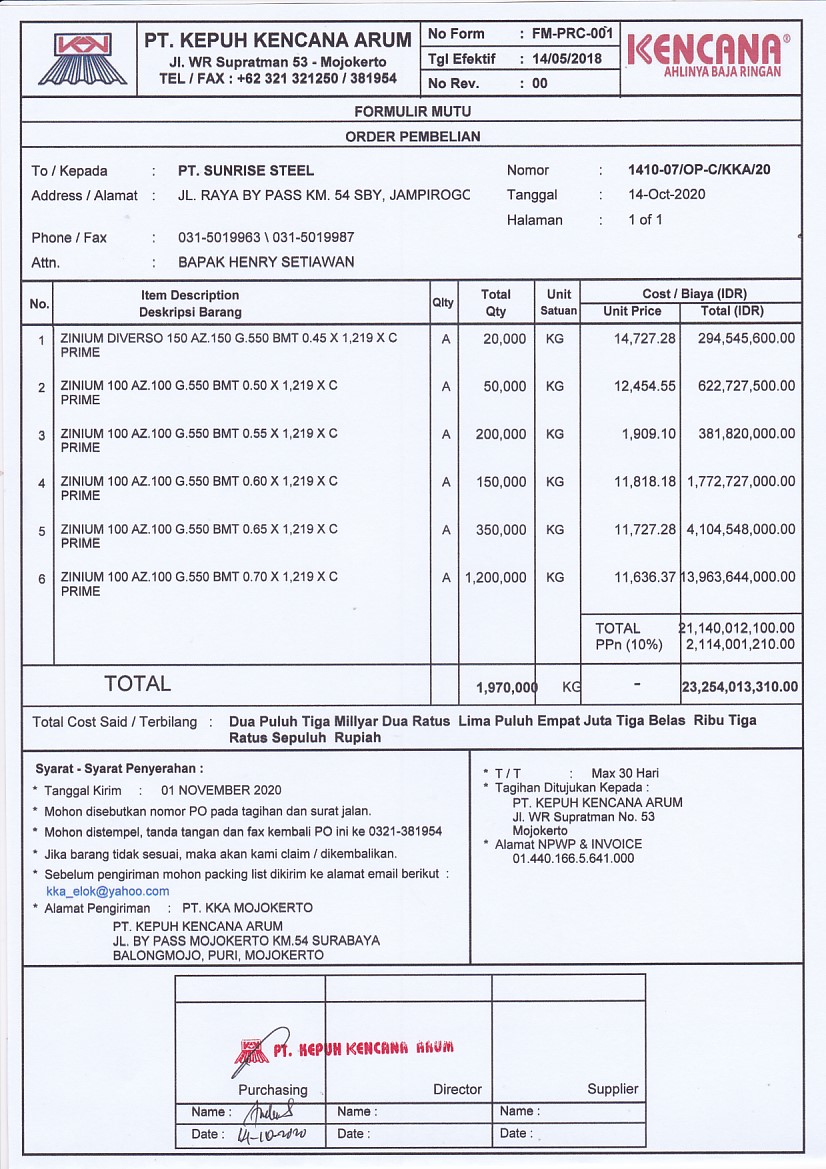 PT. KEPUH KENCANA ARUM
Jl. WR Supratman 53 - Mojokerto
TEL / FAX : +62 321 321250 / 381954
No Form : FM-PRC-001
Tgl Efektif : 14/05/2018
No Rev. : 00
KENCANA®
AHLINYA BAJA RINGAN
FORMULIR MUTU
ORDER PEMBELIAN
To / Kepada : PT. SUNRISE STEEL
Address / Alamat : JL. RAYA BY PASS KM. 54 SBY, JAMPIROGO
Phone / Fax : 031-5019963 \ 031-5019987
Attn. : BAPAK HENRY SETIAWAN
Nomor : 1410-07/OP-C/KKA/20
Tanggal : 14-Oct-2020
Halaman : 1 of 1
No. Item Description Qlty Total Unit Cost / Biaya (IDR)
Deskripsi Barang Qty Satuan Unit Price Total (IDR)
1 ZINIUM DIVERSO 150 AZ.150 G.550 BMT 0.45 X 1,219 X C A 20,000 KG 14,727.28 294,545,600.00
PRIME
2 ZINIUM 100 AZ.100 G.550 BMT 0.50 X 1,219 X C A 50,000 KG 12,454.55 622,727,500.00
PRIME
3 ZINIUM 100 AZ.100 G.550 BMT 0.55 X 1,219 X C A 200,000 KG 1,909.10 381,820,000.00
PRIME
4 ZINIUM 100 AZ.100 G.550 BMT 0.60 X 1,219 X C A 150,000 KG 11,818.18 1,772,727,000.00
PRIME
5 ZINIUM 100 AZ.100 G.550 BMT 0.65 X 1,219 X C A 350,000 KG 11,727.28 4,104,548,000.00
PRIME
6 ZINIUM 100 AZ.100 G.550 BMT 0.70 X 1,219 X C A 1,200,000 KG 11,636.37 13,963,644,000.00
PRIME
TOTAL 21,140,012,100.00
PPn (10%) 2,114,001,210.00
TOTAL 1,970,000 KG - 23,254,013,310.00
Total Cost Said / Terbilang : Dua Puluh Tiga Millyar Dua Ratus Lima Puluh Empat Juta Tiga Belas Ribu Tiga
Ratus Sepuluh Rupiah
Syarat - Syarat Penyerahan :
* Tanggal Kirim : 01 NOVEMBER 2020
* Mohon disebutkan nomor PO pada tagihan dan surat jalan.
* Mohon distempel, tanda tangan dan fax kembali PO ini ke 0321-381954
* Jika barang tidak sesuai, maka akan kami claim / dikembalikan.
* Sebelum pengiriman mohon packing list dikirim ke alamat email berikut :
kka_elok@yahoo.com
* Alamat Pengiriman : PT. KKA MOJOKERTO
PT. KEPUH KENCANA ARUM
JL. BY PASS MOJOKERTO KM.54 SURABAYA
BALONGMOJO, PURI, MOJOKERTO
* T / T : Max 30 Hari
* Tagihan Ditujukan Kepada :
PT. KEPUH KENCANA ARUM
Jl. WR Supratman No. 53
Mojokerto
* Alamat NPWP & INVOICE
01.440.166.5.641.000
PT. KEPUH KENCANA ARUM
Purchasing Director Supplier
Name : Name : Name :
Date : 14-10-2020 Date : Date :